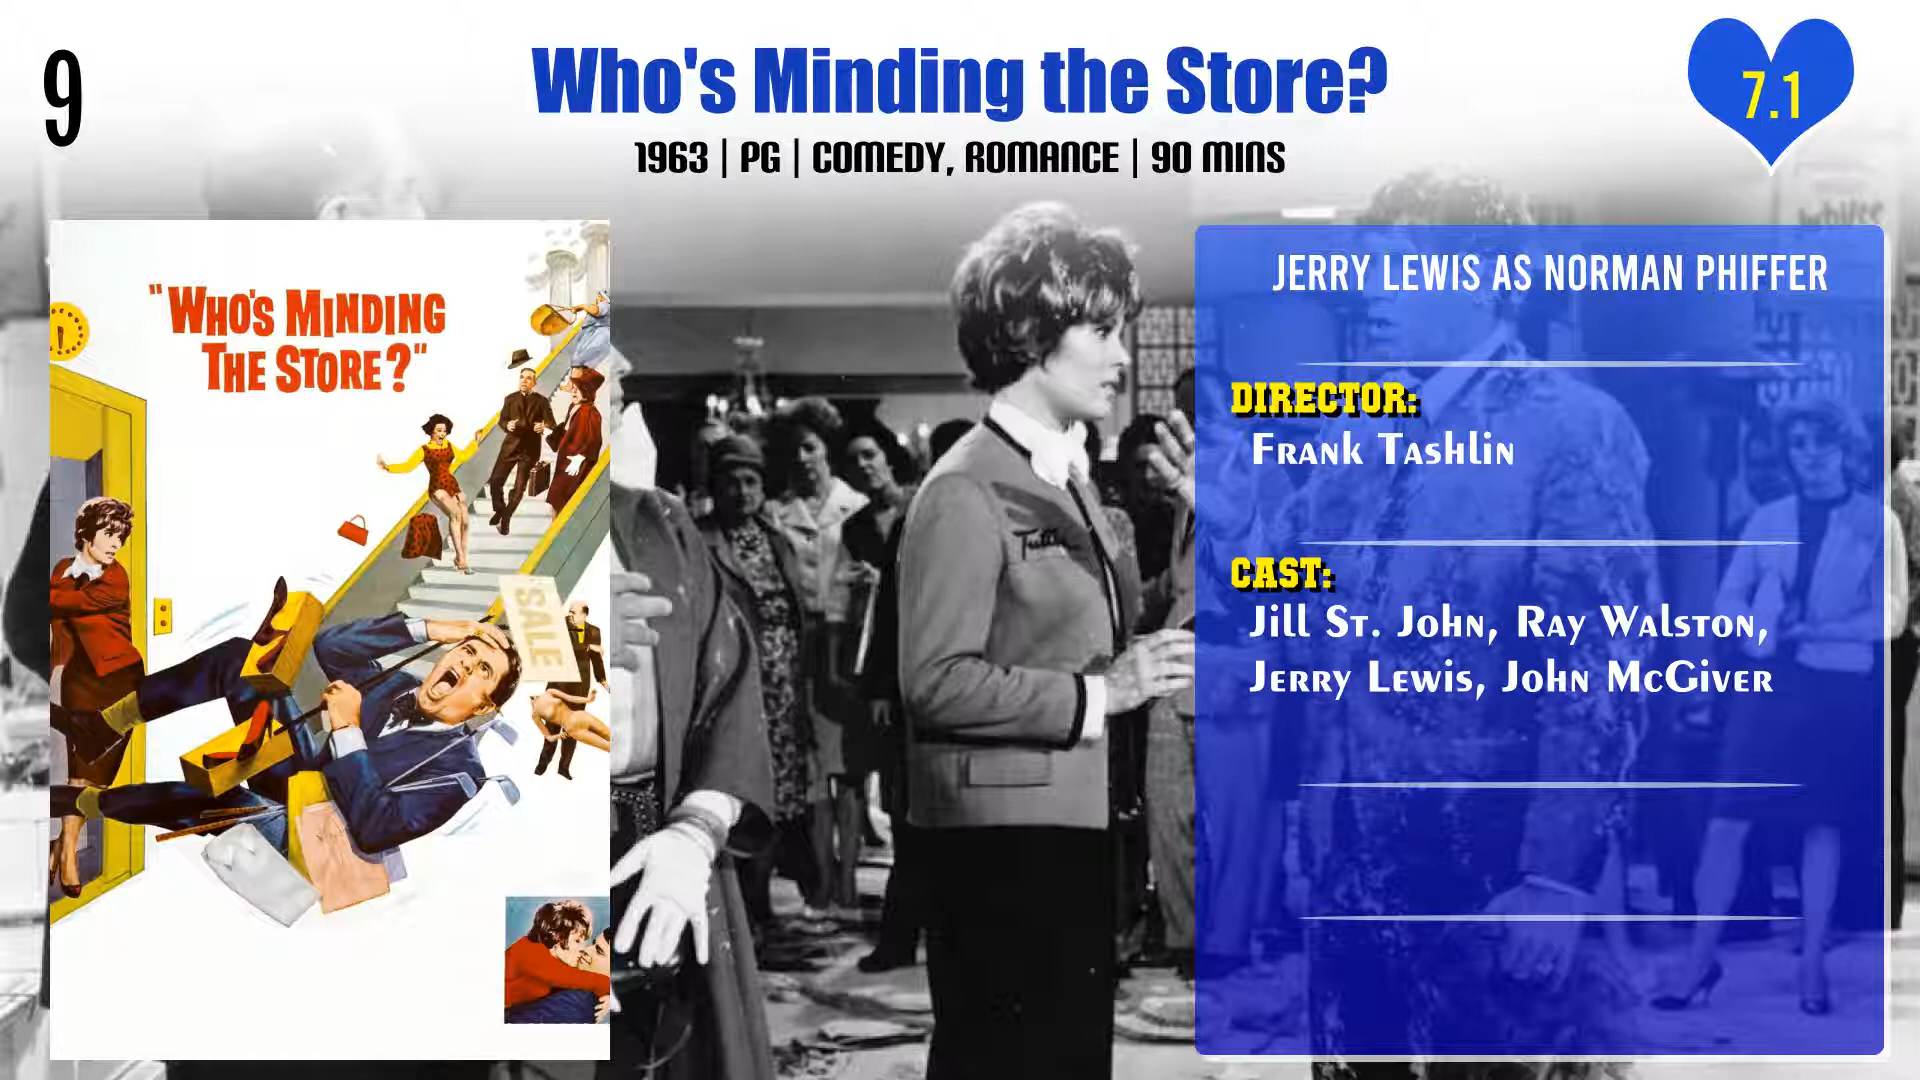 9
Who's Minding the Store?
1963 | PG | COMEDY, ROMANCE | 90 MINS
7.1
"WHO'S MINDING
THE STORE?"
SALE
JERRY LEWIS AS NORMAN PHIFFER
DIRECTOR:
Frank Tashlin
CAST:
Jill St. John, Ray Walston,
Jerry Lewis, John McGiver